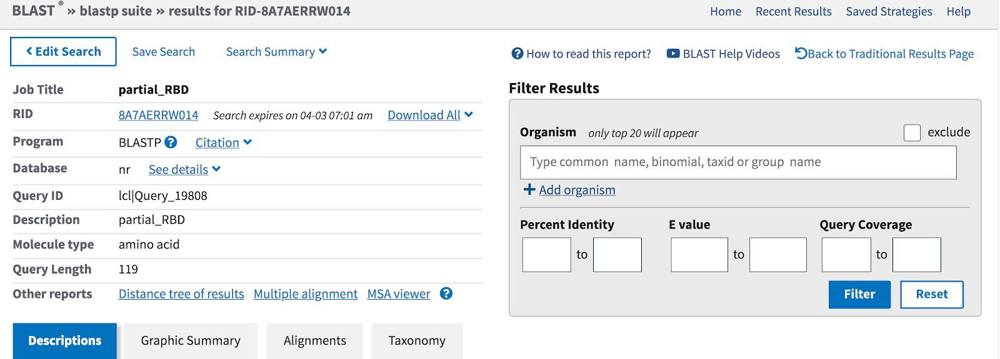 BLAST ® » blastp suite » results for RID-8A7AERRW014
Home Recent Results Saved Strategies Help
Edit Search Save Search Search Summary
How to read this report? BLAST Help Videos Back to Traditional Results Page
Job Title partial_RBD
RID 8A7AERRW014 Search expires on 04-03 07:01 am Download All
Program BLASTP ? Citation
Database nr See details
Query ID lcl|Query_19808
Description partial_RBD
Molecule type amino acid
Query Length 119
Other reports Distance tree of results Multiple alignment MSA viewer ?
Filter Results
Organism only top 20 will appear exclude
Type common name, binomial, taxid or group name
+ Add organism
Percent Identity E value Query Coverage
to to to
Filter Reset
Descriptions Graphic Summary Alignments Taxonomy